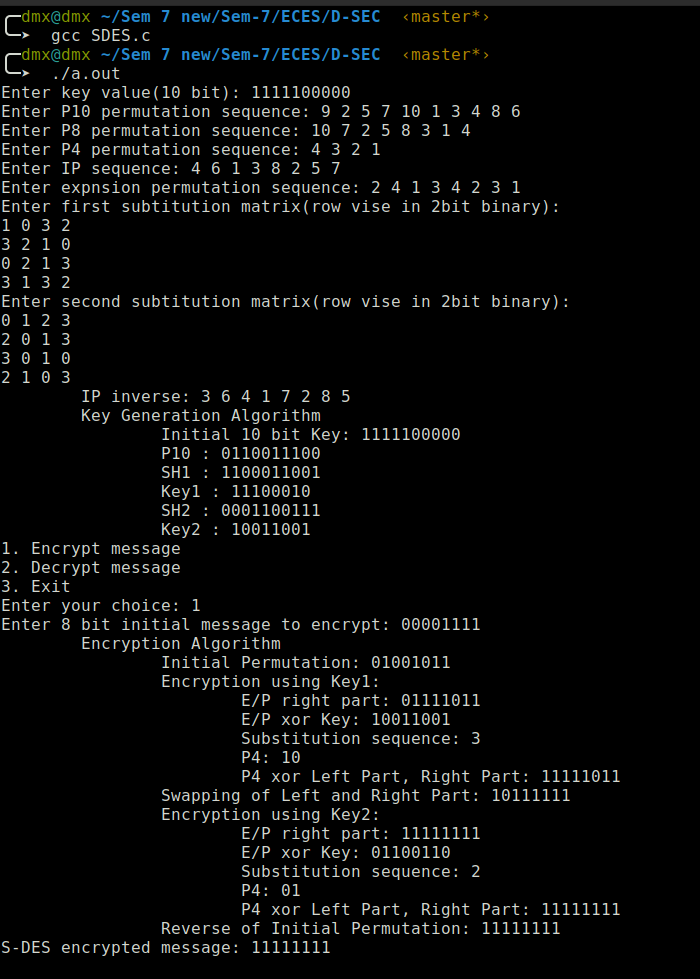 dmx@dmx ~/Sem 7 new/Sem-7/ECES/D-SEC ‹master*›
gcc SDES.c
dmx@dmx ~/Sem 7 new/Sem-7/ECES/D-SEC ‹master*›
./a.out
Enter key value(10 bit): 1111100000
Enter P10 permutation sequence: 9 2 5 7 10 1 3 4 8 6
Enter P8 permutation sequence: 10 7 2 5 8 3 1 4
Enter P4 permutation sequence: 4 3 2 1
Enter IP sequence: 4 6 1 3 8 2 5 7
Enter expnsion permutation sequence: 2 4 1 3 4 2 3 1
Enter first subtitution matrix(row vise in 2bit binary):
1 0 3 2
3 2 1 0
0 2 1 3
3 1 3 2
Enter second subtitution matrix(row vise in 2bit binary):
0 1 2 3
2 0 1 3
3 0 1 0
2 1 0 3
IP inverse: 3 6 4 1 7 2 8 5
Key Generation Algorithm
Initial 10 bit Key: 1111100000
P10 : 0110011100
SH1 : 1100011001
Key1 : 11100010
SH2 : 0001100111
Key2 : 10011001
1. Encrypt message
2. Decrypt message
3. Exit
Enter your choice: 1
Enter 8 bit initial message to encrypt: 00001111
Encryption Algorithm
Initial Permutation: 01001011
Encryption using Key1:
E/P right part: 01111011
E/P xor Key: 10011001
Substitution sequence: 3
P4: 10
P4 xor Left Part, Right Part: 11111011
Swapping of Left and Right Part: 10111111
Encryption using Key2:
E/P right part: 11111111
E/P xor Key: 01100110
Substitution sequence: 2
P4: 01
P4 xor Left Part, Right Part: 11111111
Reverse of Initial Permutation: 11111111
S-DES encrypted message: 11111111